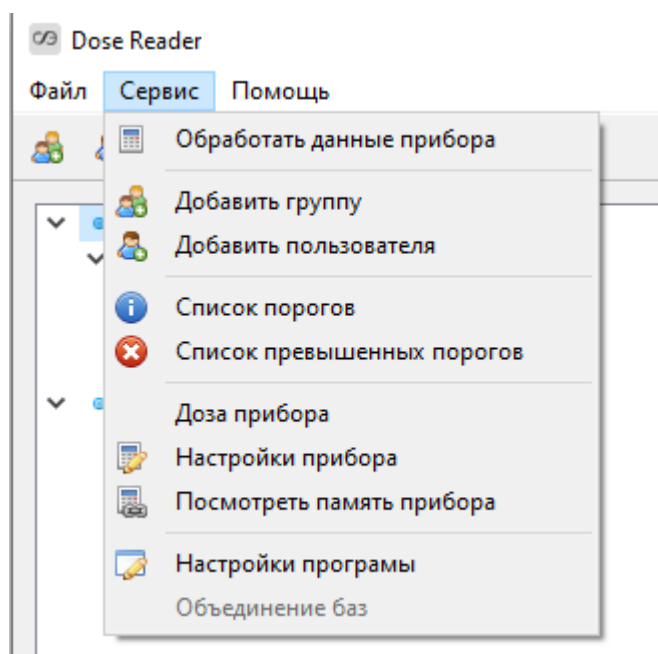 Dose Reader
Файл Сервис Помощь
Обработать данные прибора
Добавить группу
Добавить пользователя
Список порогов
Список превышенных порогов
Доза прибора
Настройки прибора
Посмотреть память прибора
Настройки програмы
Объединение баз